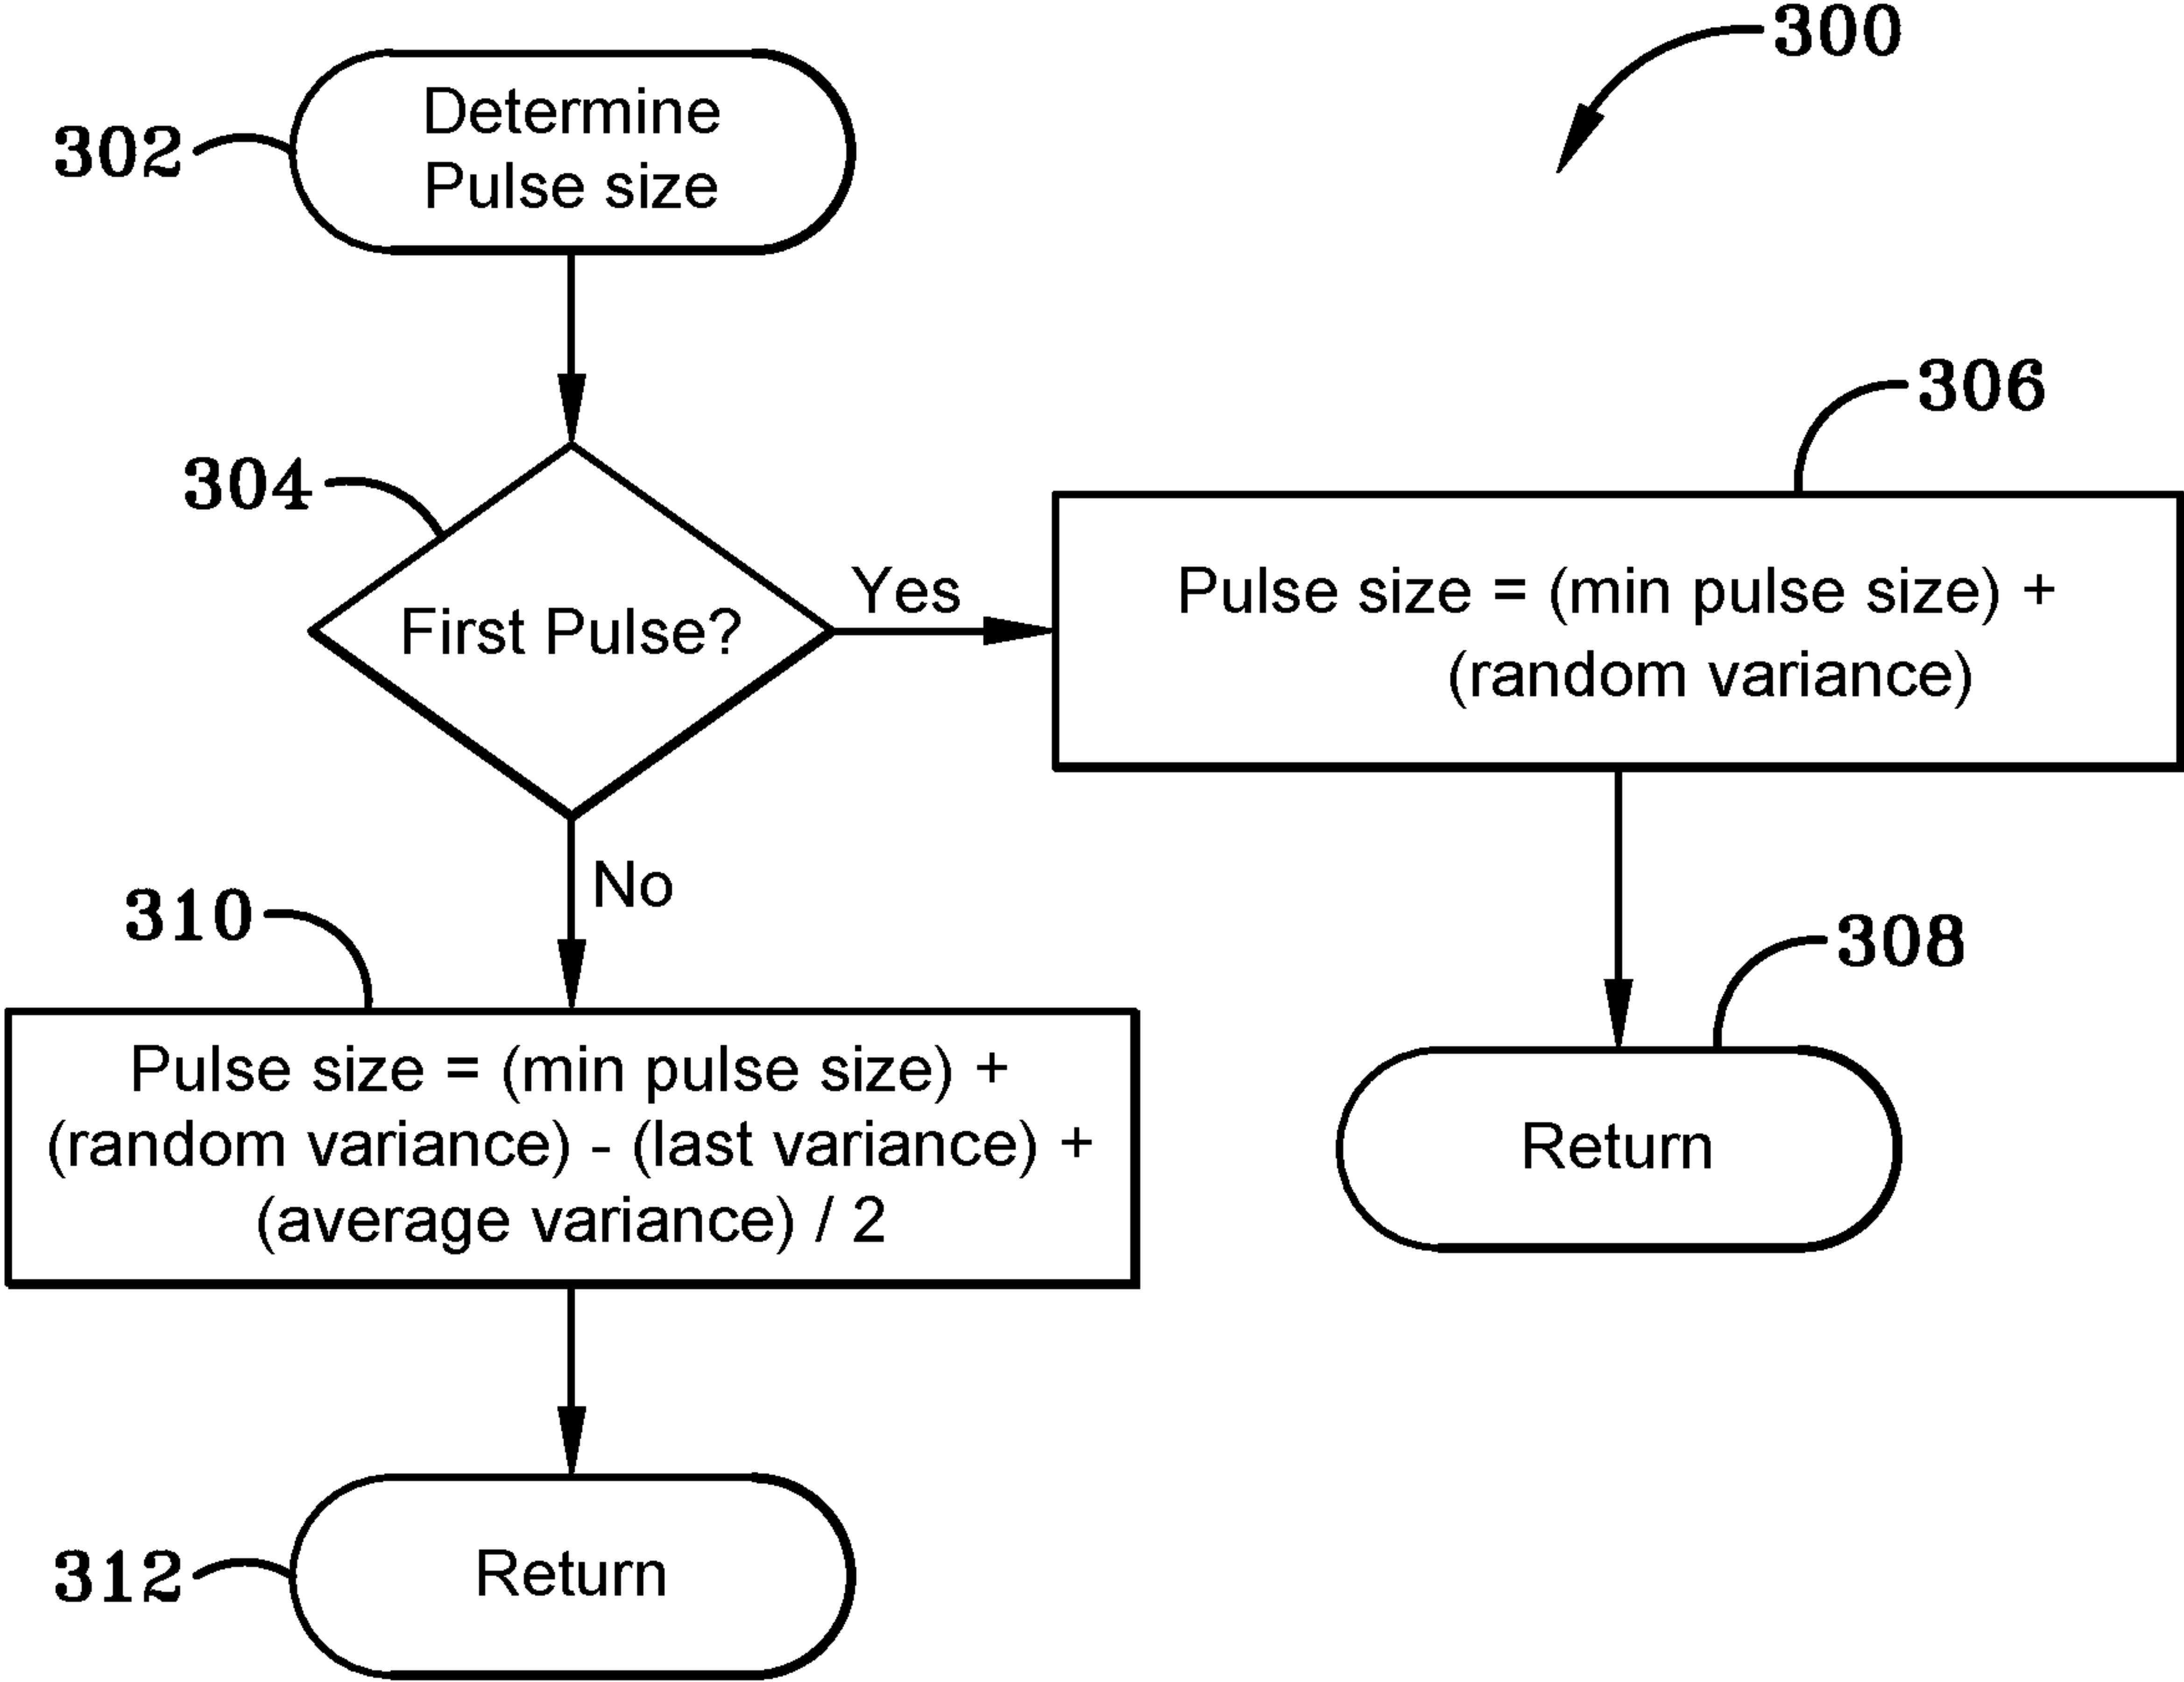 300
302
Determine
Pulse size
304
First Pulse?
Yes
306
Pulse size = (min pulse size) +
(random variance)
No
310
Pulse size = (min pulse size) +
(random variance) - (last variance) +
(average variance) / 2
308
Return
312
Return